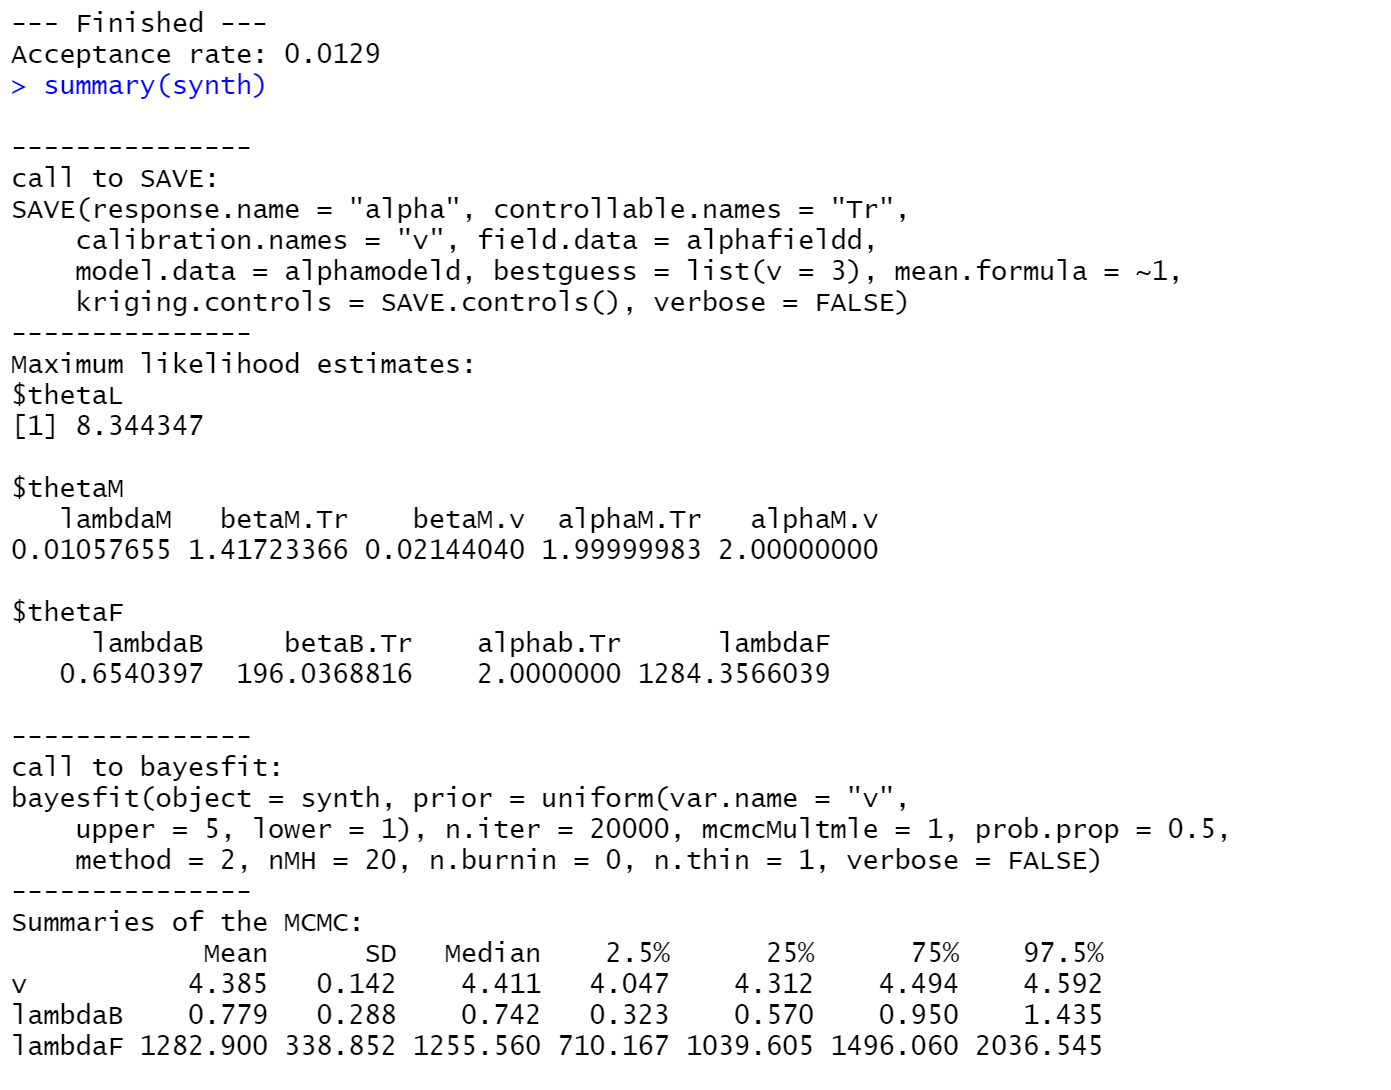 --- Finished ---
Acceptance rate: 0.0129
> summary(synth)
---------------
call to SAVE:
SAVE(response.name = "alpha", controllable.names = "Tr",
    calibration.names = "v", field.data = alphafieldd,
    model.data = alphamodeld, bestguess = list(v = 3), mean.formula = ~1,
    kriging.controls = SAVE.controls(), verbose = FALSE)
---------------
Maximum likelihood estimates:
$thetaL
[1] 8.344347
$thetaM
   lambdaM   betaM.Tr    betaM.v  alphaM.Tr   alphaM.v
0.01057655 1.41723366 0.02144040 1.99999983 2.00000000
$thetaF
     lambdaB     betaB.Tr    alphab.Tr      lambdaF
   0.6540397  196.0368816    2.0000000 1284.3566039
---------------
call to bayesfit:
bayesfit(object = synth, prior = uniform(var.name = "v",
    upper = 5, lower = 1), n.iter = 20000, mcmcMultmle = 1, prob.prop = 0.5,
    method = 2, nMH = 20, n.burnin = 0, n.thin = 1, verbose = FALSE)
---------------
Summaries of the MCMC:
            Mean      SD   Median    2.5%      25%      75%    97.5%
v          4.385   0.142    4.411   4.047    4.312    4.494    4.592
lambdaB    0.779   0.288    0.742   0.323    0.570    0.950    1.435
lambdaF 1282.900 338.852 1255.560 710.167 1039.605 1496.060 2036.545